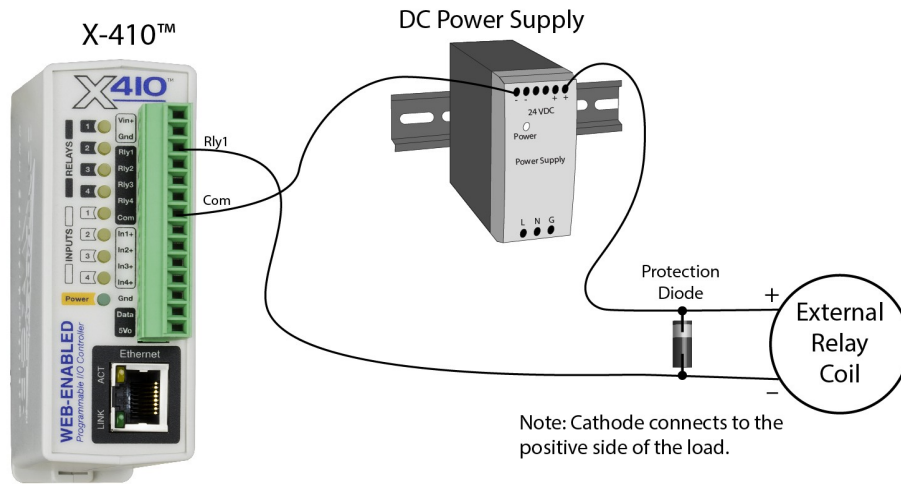 X-410™
DC Power Supply
X410™
RELAYS
1
2
3
4
INPUTS
1
2
3
4
Power
Vin+
Gnd
Rly1
Rly2
Rly3
Rly4
Com
In1+
In2+
In3+
In4+
Gnd
Data
5Vo
Rly1
Com
WEB-ENABLED
Programmable I/O Controller
Ethernet
ACT
LINK
- -
+ +
24 VDC
Power
Power Supply
L N G
Protection
Diode
+
External
Relay
Coil
–
Note: Cathode connects to the
positive side of the load.